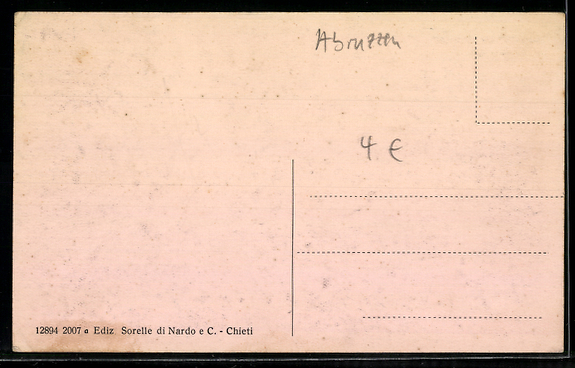 Abruzzen
4 €
12894 2007 a Ediz Sorelle di Nardo e C. - Chieti